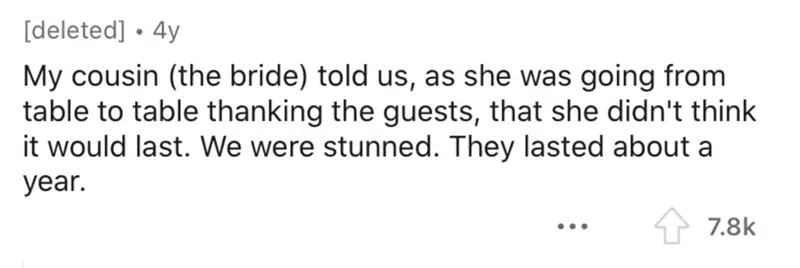 [deleted] • 4y
My cousin (the bride) told us, as she was going from
table to table thanking the guests, that she didn't think
it would last. We were stunned. They lasted about a
year.
••• 7.8k